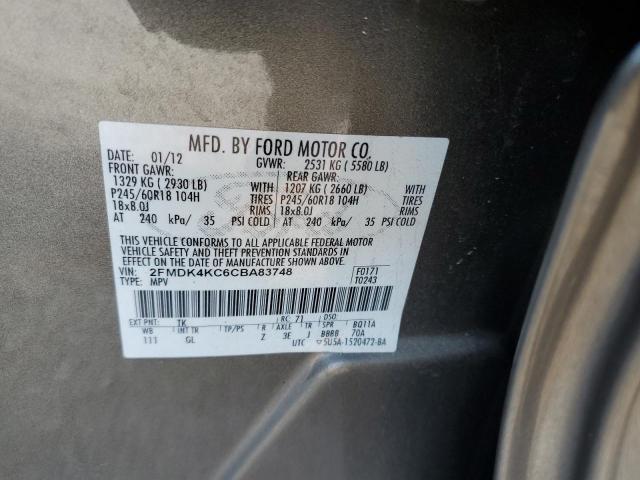 MFD. BY FORD MOTOR CO.
DATE: 01/12 GVWR: 2531 KG ( 5580 LB)
FRONT GAWR: REAR GAWR:
1329 KG ( 2930 LB) WITH 1207 KG ( 2660 LB) WITH
P245/60R18 104H TIRES P245/60R18 104H TIRES
18x8.0J RIMS 18x8.0J RIMS
AT 240 kPa/ 35 PSI COLD AT 240 kPa/ 35 PSI COLD
THIS VEHICLE CONFORMS TO ALL APPLICABLE FEDERAL MOTOR
VEHICLE SAFETY AND THEFT PREVENTION STANDARDS IN
EFFECT ON THE DATE OF MANUFACTURE SHOWN ABOVE.
VIN: 2FMDK4KC6CBA83748 F0171
TYPE: MPV T0243
EXT PNT: TK RC: 71 DSO:
WB INT TR TP/PS R AXLE TR SPR BQ11A
111 GL Z 3E J BBBB 70A
UTC 5U5A-1520472-BA